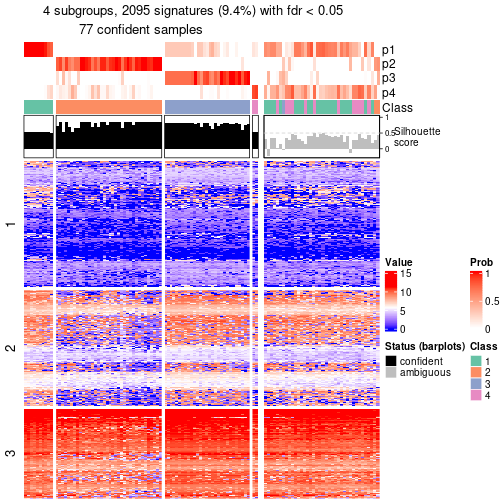 4 subgroups, 2095 signatures (9.4%) with fdr < 0.05
77 confident samples
p1
p2
p3
p4
Class
1
0.5
0
Silhouette
score
1
2
3
Value
15
10
5
0
Prob
1
0.5
0
Status (barplots)
confident
ambiguous
Class
1
2
3
4